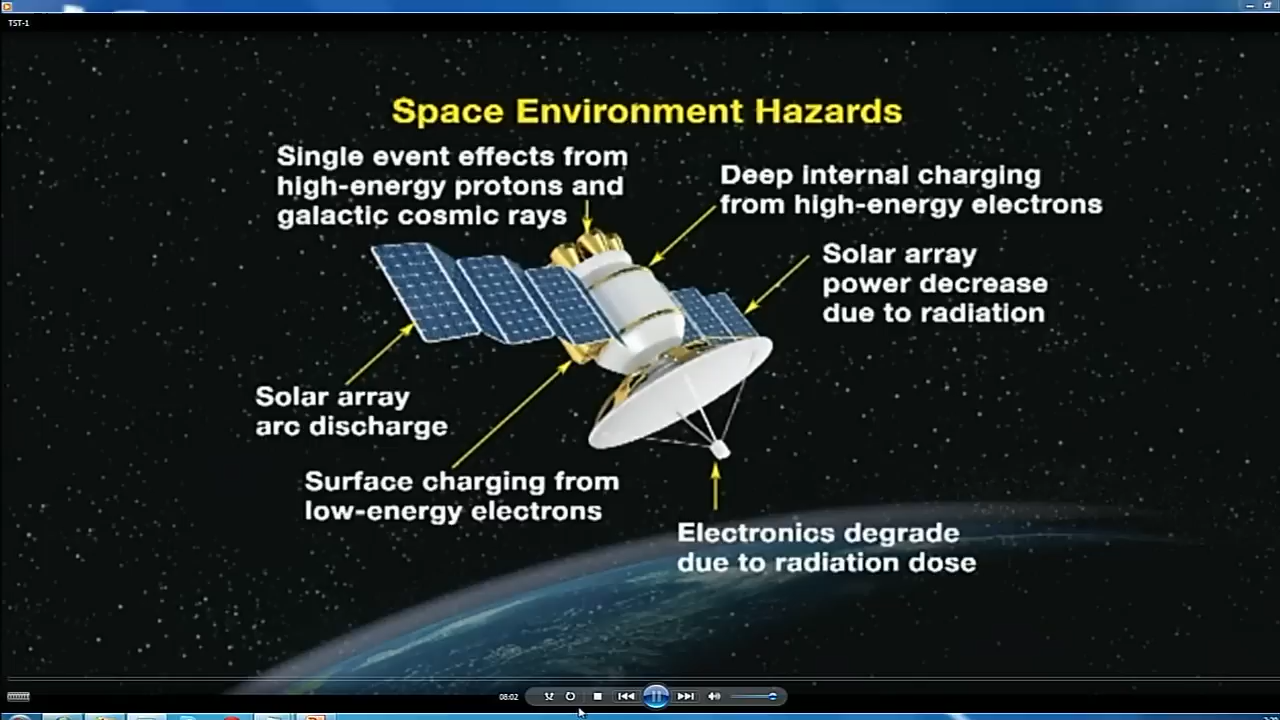 TST-1
Space Environment Hazards
Single event effects from
high-energy protons and
galactic cosmic rays
Deep internal charging
from high-energy electrons
Solar array
power decrease
due to radiation
Solar array
arc discharge
Surface charging from
low-energy electrons
Electronics degrade
due to radiation dose
08:02